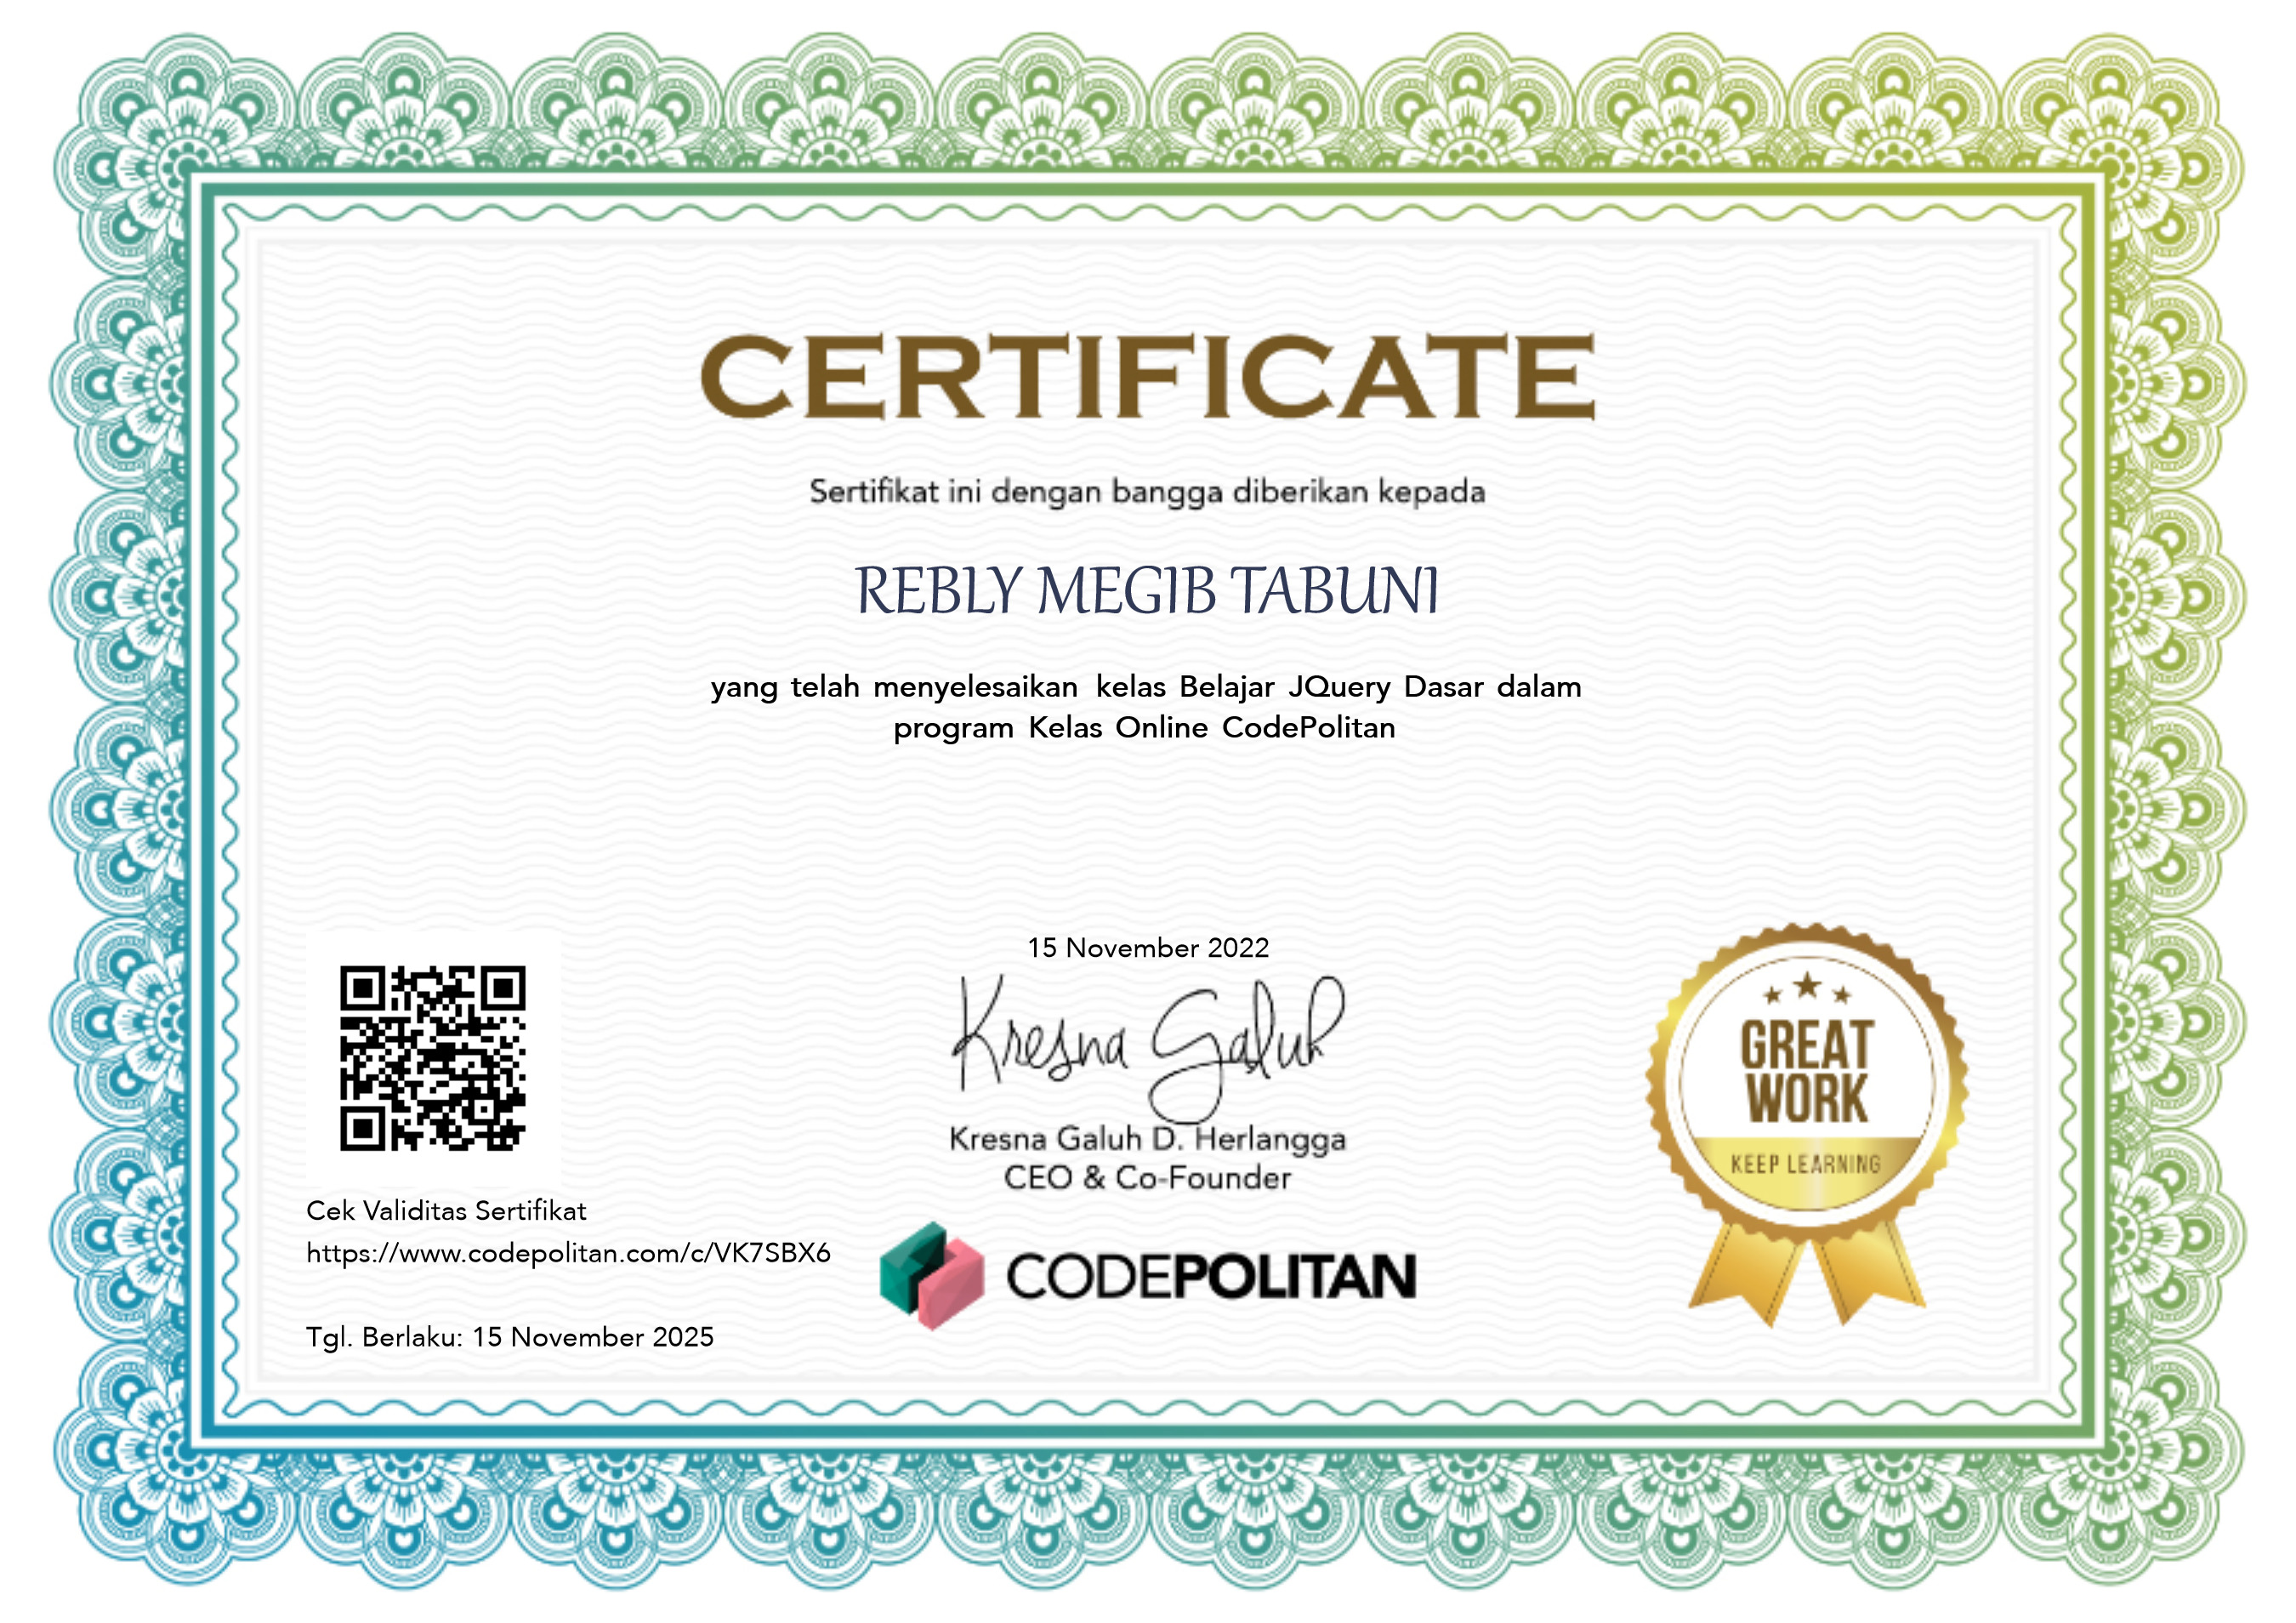 CERTIFICATE
Sertifikat ini dengan bangga diberikan kepada
REBLY MEGIB TABUNI
yang telah menyelesaikan kelas Belajar JQuery Dasar dalam
program Kelas Online CodePolitan
15 November 2022
Kresna Galuh
Kresna Galuh D. Herlangga
CEO & Co-Founder
CODEPOLITAN
Cek Validitas Sertifikat
https://www.codepolitan.com/c/VK7SBX6
Tgl. Berlaku: 15 November 2025
GREAT
WORK
KEEP LEARNING